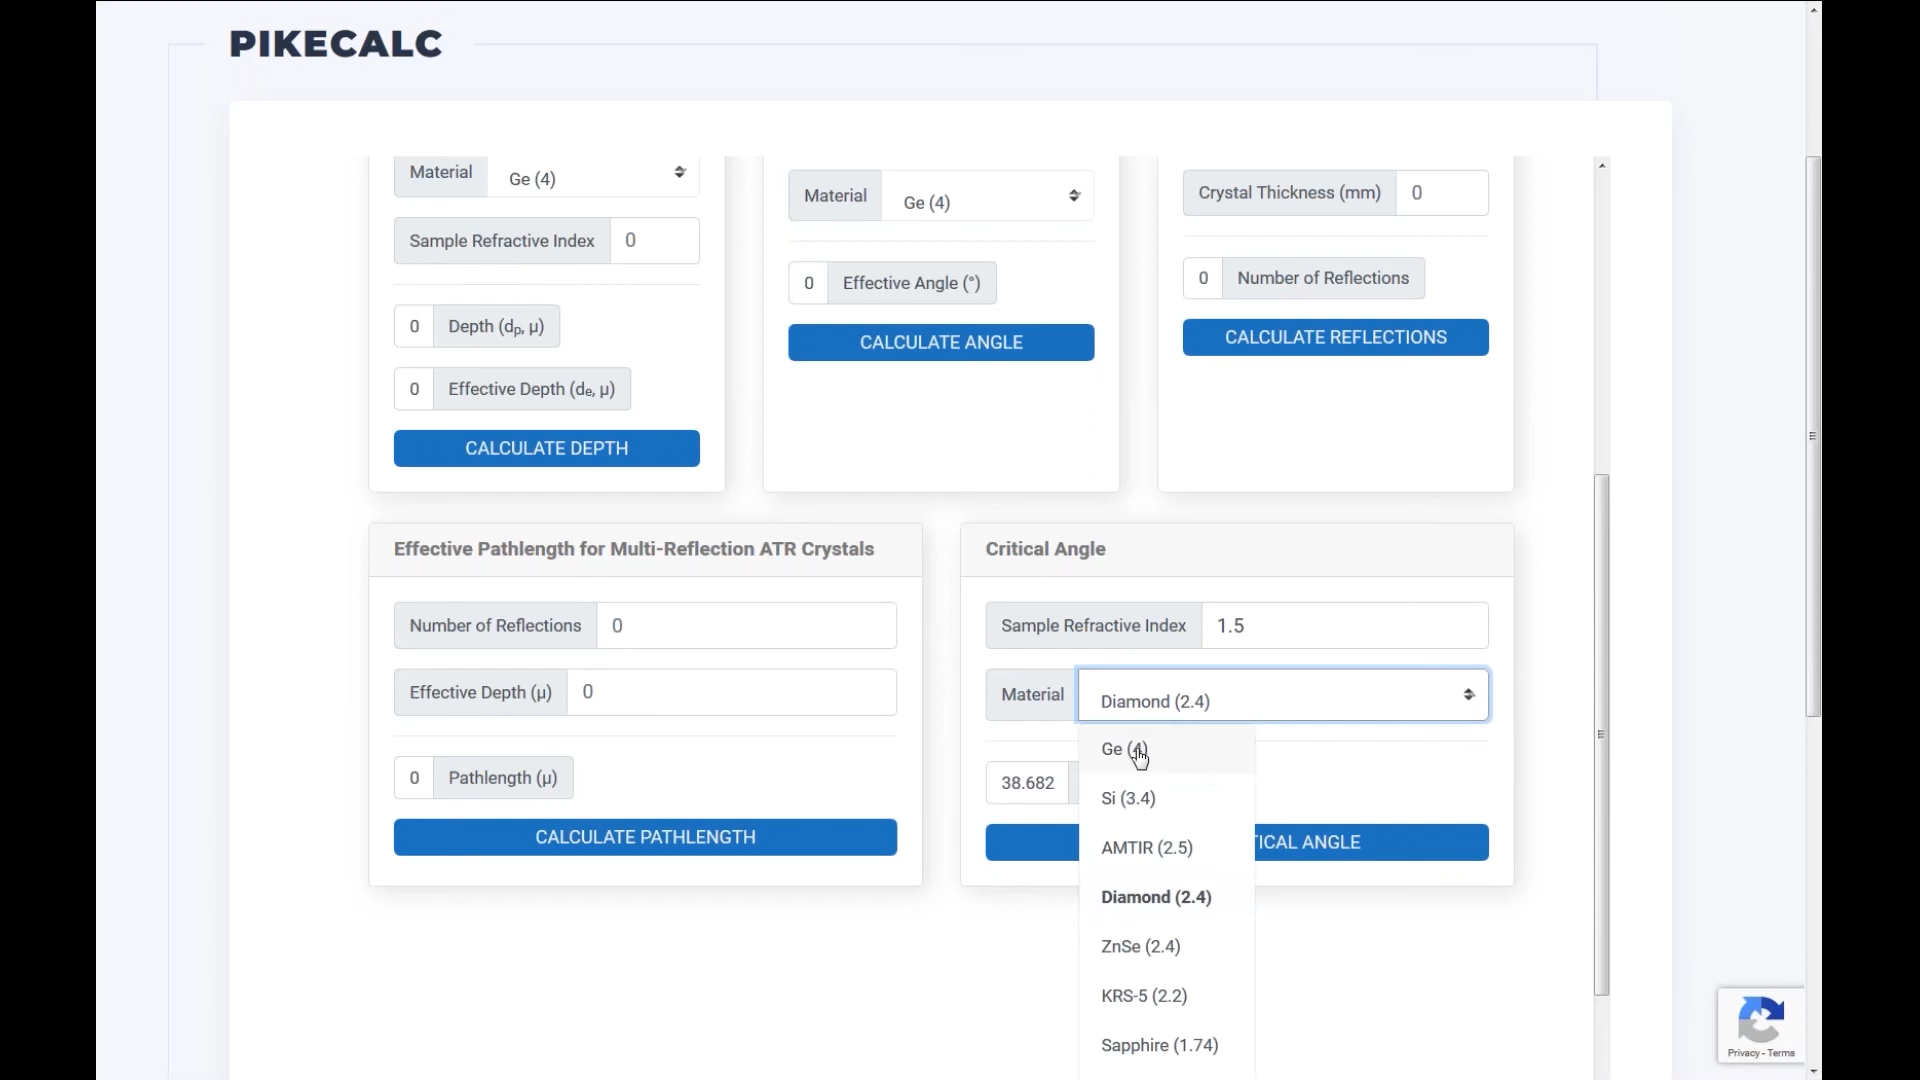 PIKECALC
Material
Ge (4)
Sample Refractive Index
0
0
Depth (dp, μ)
0
Effective Depth (de, μ)
CALCULATE DEPTH
Material
Ge (4)
0
Effective Angle (°)
CALCULATE ANGLE
Crystal Thickness (mm)
0
0
Number of Reflections
CALCULATE REFLECTIONS
Effective Pathlength for Multi-Reflection ATR Crystals
Number of Reflections
0
Effective Depth (μ)
0
0
Pathlength (μ)
CALCULATE PATHLENGTH
Critical Angle
Sample Refractive Index
1.5
Material
Diamond (2.4)
38.682
TICAL ANGLE
Ge (4)
Si (3.4)
AMTIR (2.5)
Diamond (2.4)
ZnSe (2.4)
KRS-5 (2.2)
Sapphire (1.74)
Privacy - Terms